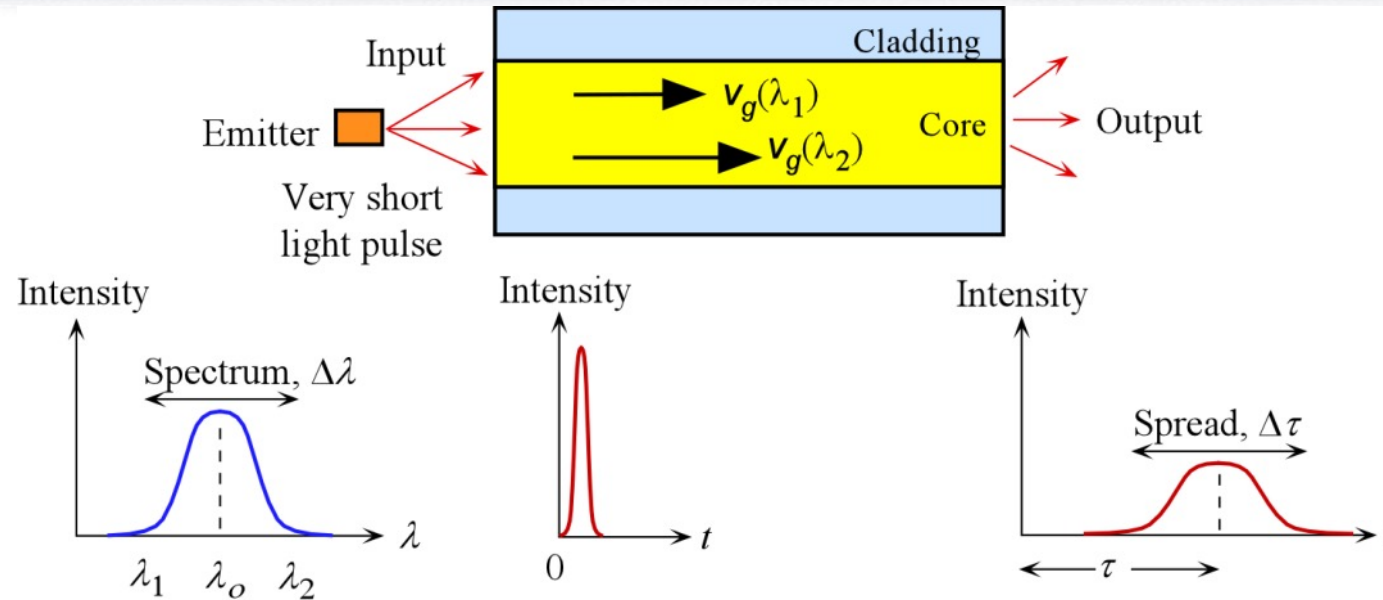 Input
Emitter
Very short
light pulse
Cladding
v_g(λ₁)
v_g(λ₂)
Core
Output
Intensity
Spectrum, Δλ
λ
λ₁ λₒ λ₂
Intensity
t
0
Intensity
Spread, Δτ
τ